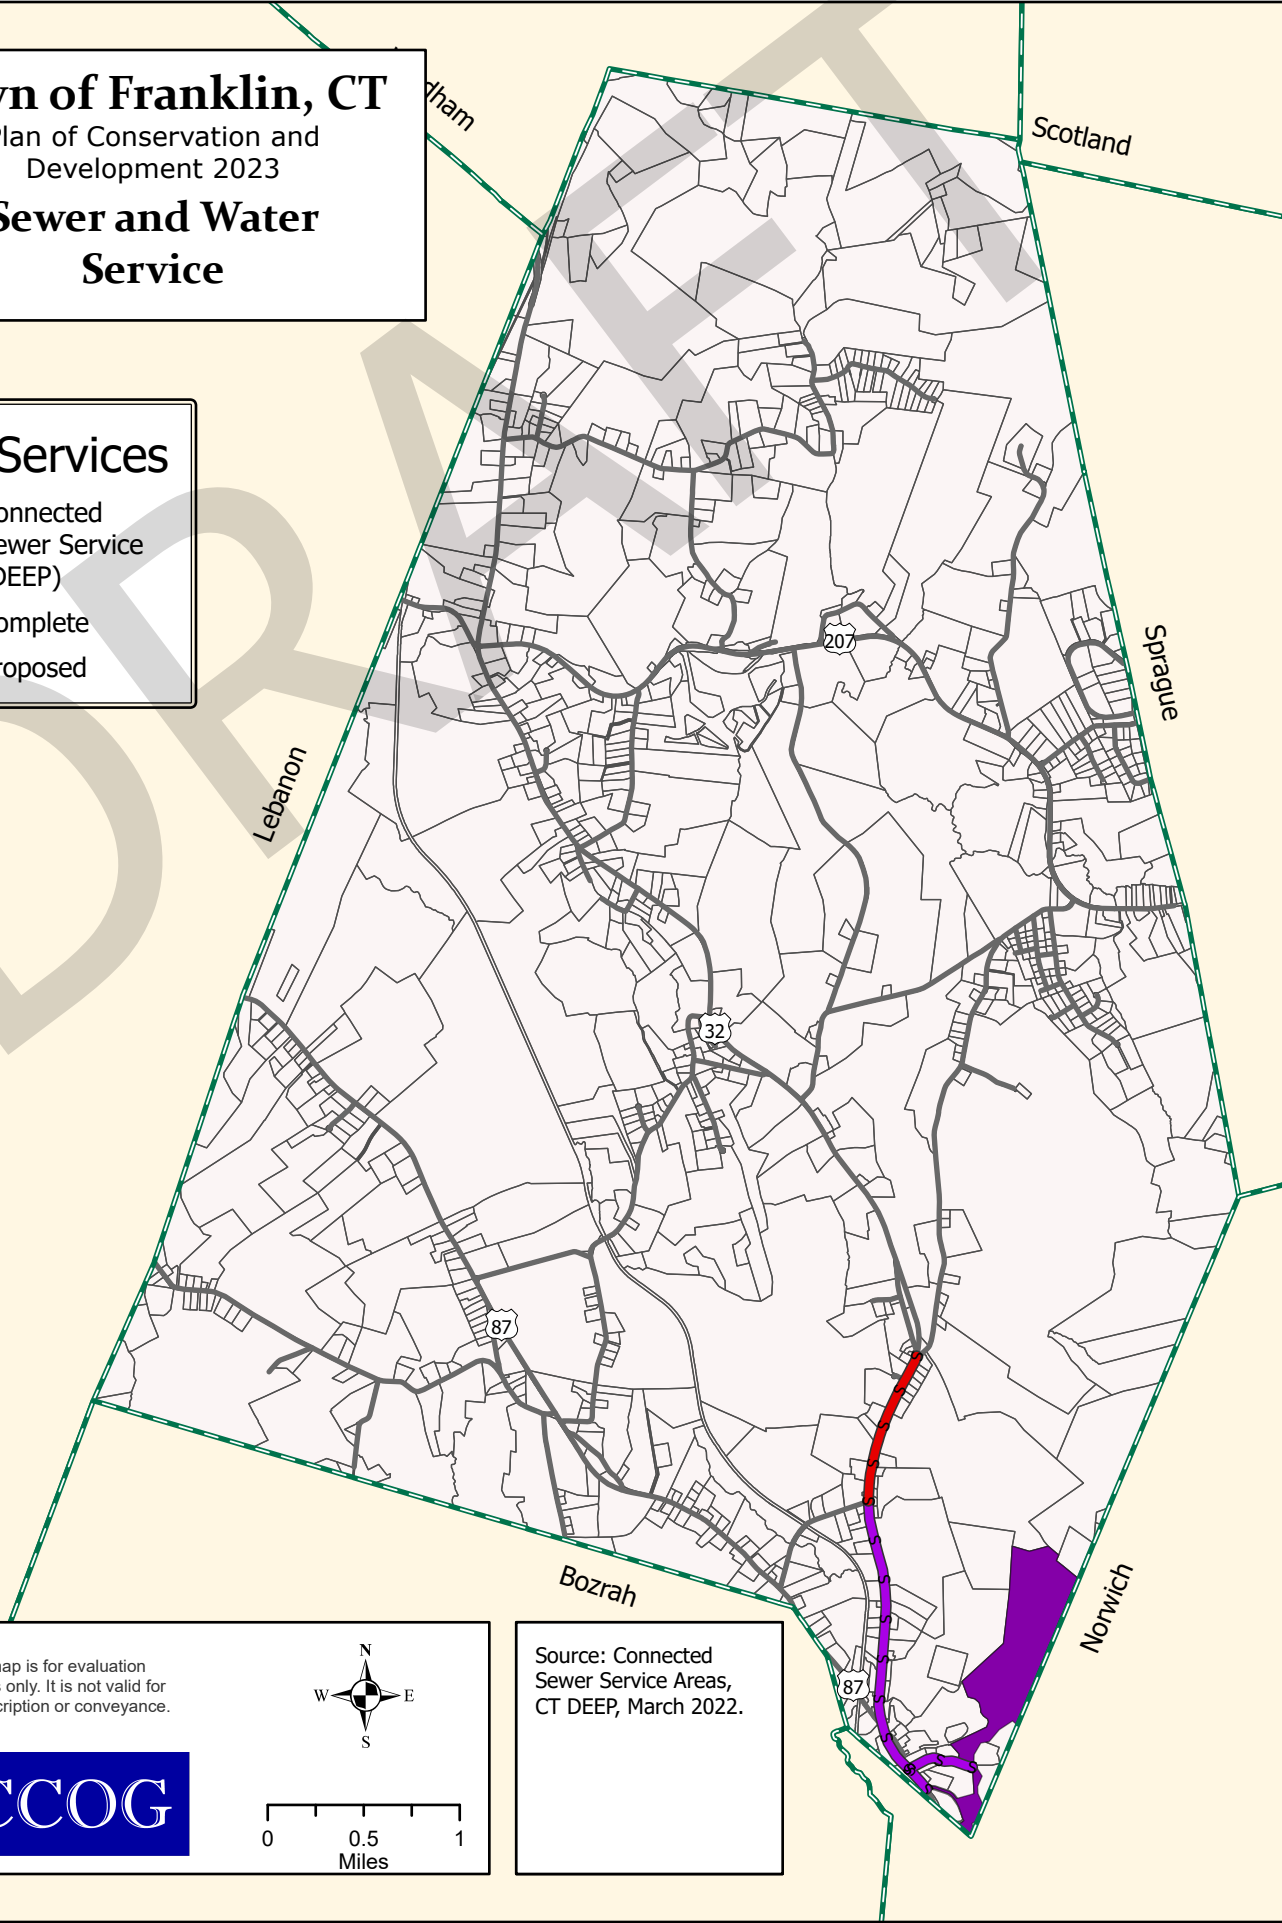 wn of Franklin, CT
Plan of Conservation and
Development 2023
Sewer and Water
Service
dham
Scotland
Services
onnected
ewer Service
DEEP)
omplete
roposed
DRAFT
207
Sprague
Lebanon
32
87
Bozrah
Norwich
87
ap is for evaluation
s only. It is not valid for
cription or conveyance.
N
W E
S
CCOG
0 0.5 1
Miles
Source: Connected
Sewer Service Areas,
CT DEEP, March 2022.
S S S S S S S S S S S S S S S S